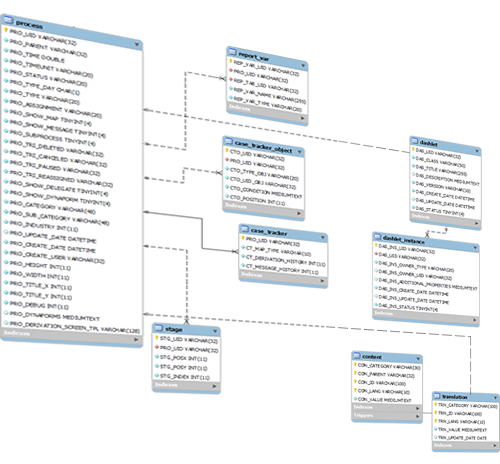 process
PRO_UID VARCHAR(32)
PRO_PARENT VARCHAR(32)
PRO_TIME DOUBLE
PRO_TIMEUNIT VARCHAR(20)
PRO_STATUS VARCHAR(20)
PRO_TYPE_DAY CHAR(1)
PRO_TYPE VARCHAR(20)
PRO_ASSIGNMENT VARCHAR(20)
PRO_SHOW_MAP TINYINT(4)
PRO_SHOW_MESSAGE TINYINT(4)
PRO_SUBPROCESS TINYINT(4)
PRO_TRI_DELETED VARCHAR(32)
PRO_TRI_CANCELED VARCHAR(32)
PRO_TRI_PAUSED VARCHAR(32)
PRO_TRI_REASSIGNED VARCHAR(32)
PRO_SHOW_DELEGATE TINYINT(4)
PRO_SHOW_DYNAFORM TINYINT(4)
PRO_CATEGORY VARCHAR(48)
PRO_SUB_CATEGORY VARCHAR(48)
PRO_INDUSTRY INT(11)
PRO_UPDATE_DATE DATETIME
PRO_CREATE_DATE DATETIME
PRO_CREATE_USER VARCHAR(32)
PRO_HEIGHT INT(11)
PRO_WIDTH INT(11)
PRO_TITLE_X INT(11)
PRO_TITLE_Y INT(11)
PRO_DEBUG INT(11)
PRO_DYNAFORMS MEDIUMTEXT
PRO_DERIVATION_SCREEN_TPL VARCHAR(128)
Indexes
report_var
REP_VAR_UID VARCHAR(32)
PRO_UID VARCHAR(32)
REP_TAB_UID VARCHAR(32)
REP_VAR_NAME VARCHAR(255)
REP_VAR_TYPE VARCHAR(20)
Indexes
case_tracker_object
CTO_UID VARCHAR(32)
PRO_UID VARCHAR(32)
CTO_TYPE_OBJ VARCHAR(20)
CTO_UID_OBJ VARCHAR(32)
CTO_CONDITION MEDIUMTEXT
CTO_POSITION INT(11)
Indexes
case_tracker
PRO_UID VARCHAR(32)
CT_MAP_TYPE VARCHAR(10)
CT_DERIVATION_HISTORY INT(11)
CT_MESSAGE_HISTORY INT(11)
Indexes
stage
STG_UID VARCHAR(32)
PRO_UID VARCHAR(32)
STG_POSX INT(11)
STG_POSY INT(11)
STG_INDEX INT(11)
Indexes
dashlet
DAS_UID VARCHAR(32)
DAS_CLASS VARCHAR(50)
DAS_TITLE VARCHAR(255)
DAS_DESCRIPTION MEDIUMTEXT
DAS_VERSION VARCHAR(10)
DAS_CREATE_DATE DATETIME
DAS_UPDATE_DATE DATETIME
DAS_STATUS TINYINT(4)
Indexes
dashlet_instance
DAS_INS_UID VARCHAR(32)
DAS_UID VARCHAR(32)
DAS_INS_OWNER_TYPE VARCHAR(20)
DAS_INS_OWNER_UID VARCHAR(32)
DAS_INS_ADDITIONAL_PROPERTIES MEDIUMTEXT
DAS_INS_CREATE_DATE DATETIME
DAS_INS_UPDATE_DATE DATETIME
DAS_INS_STATUS TINYINT(4)
Indexes
content
CON_CATEGORY VARCHAR(30)
CON_PARENT VARCHAR(32)
CON_ID VARCHAR(100)
CON_LANG VARCHAR(10)
CON_VALUE MEDIUMTEXT
Indexes
Triggers
translation
TRN_CATEGORY VARCHAR(100)
TRN_ID VARCHAR(100)
TRN_LANG VARCHAR(10)
TRN_VALUE MEDIUMTEXT
TRN_UPDATE_DATE DATE
Indexes